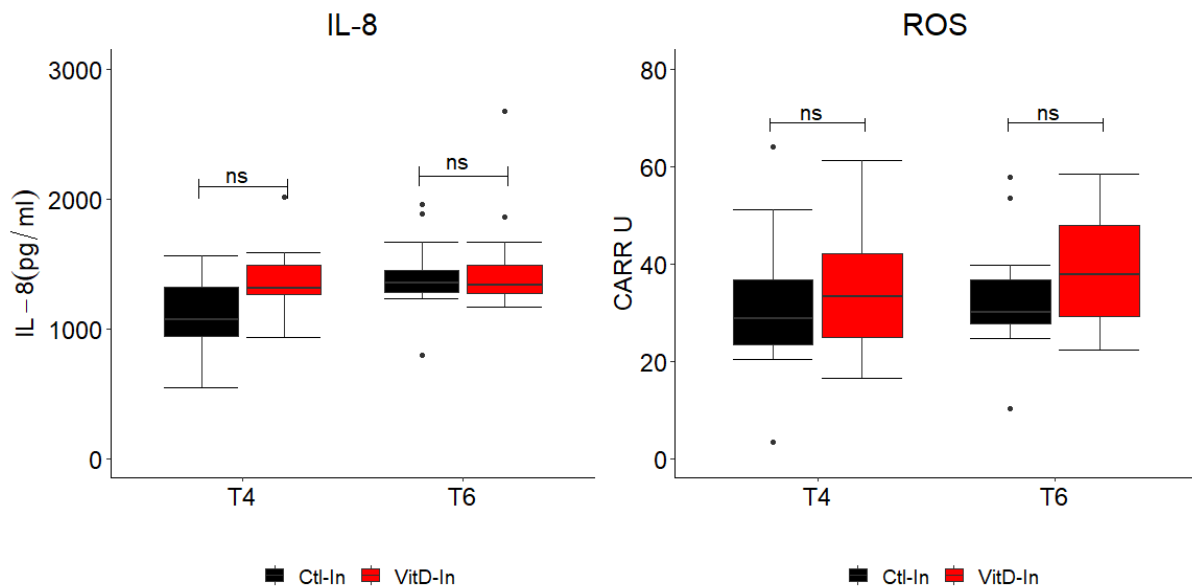 IL-8
3000
2000
1000
0
IL−8(pg/ml)
ns
ns
T4
T6
Ctl-In
VitD-In
ROS
80
60
40
20
0
CARR U
ns
ns
T4
T6
Ctl-In
VitD-In